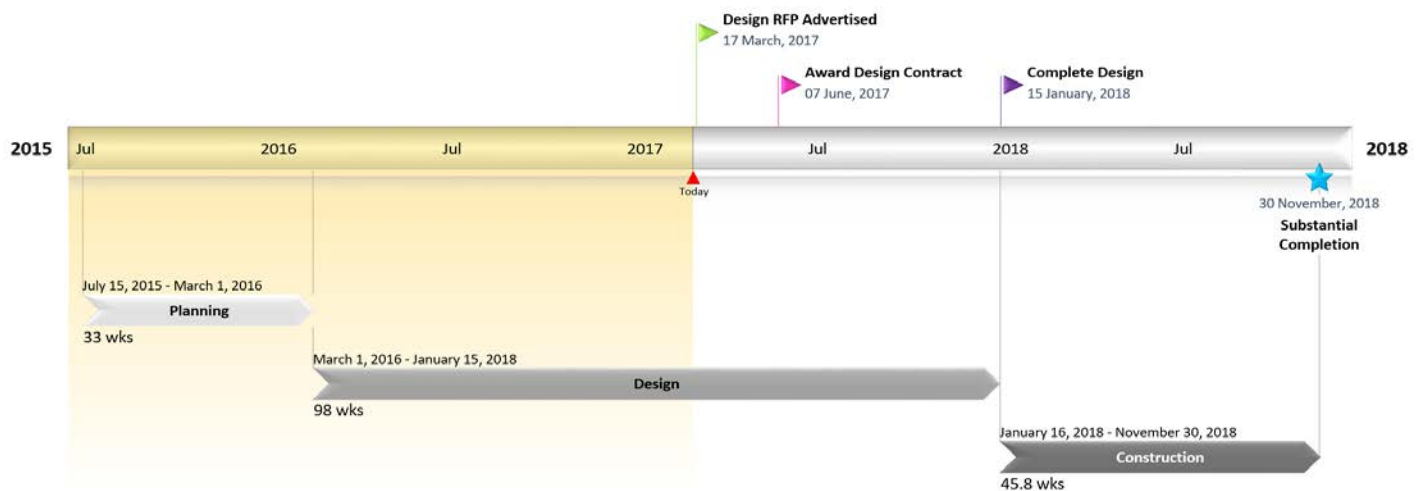 Design RFP Advertised
17 March, 2017
Award Design Contract
07 June, 2017
Complete Design
15 January, 2018
2015 Jul 2016 Jul 2017 Jul 2018 Jul 2018
Today
30 November, 2018
Substantial
Completion
July 15, 2015 - March 1, 2016
Planning
33 wks
March 1, 2016 - January 15, 2018
Design
98 wks
January 16, 2018 - November 30, 2018
Construction
45.8 wks